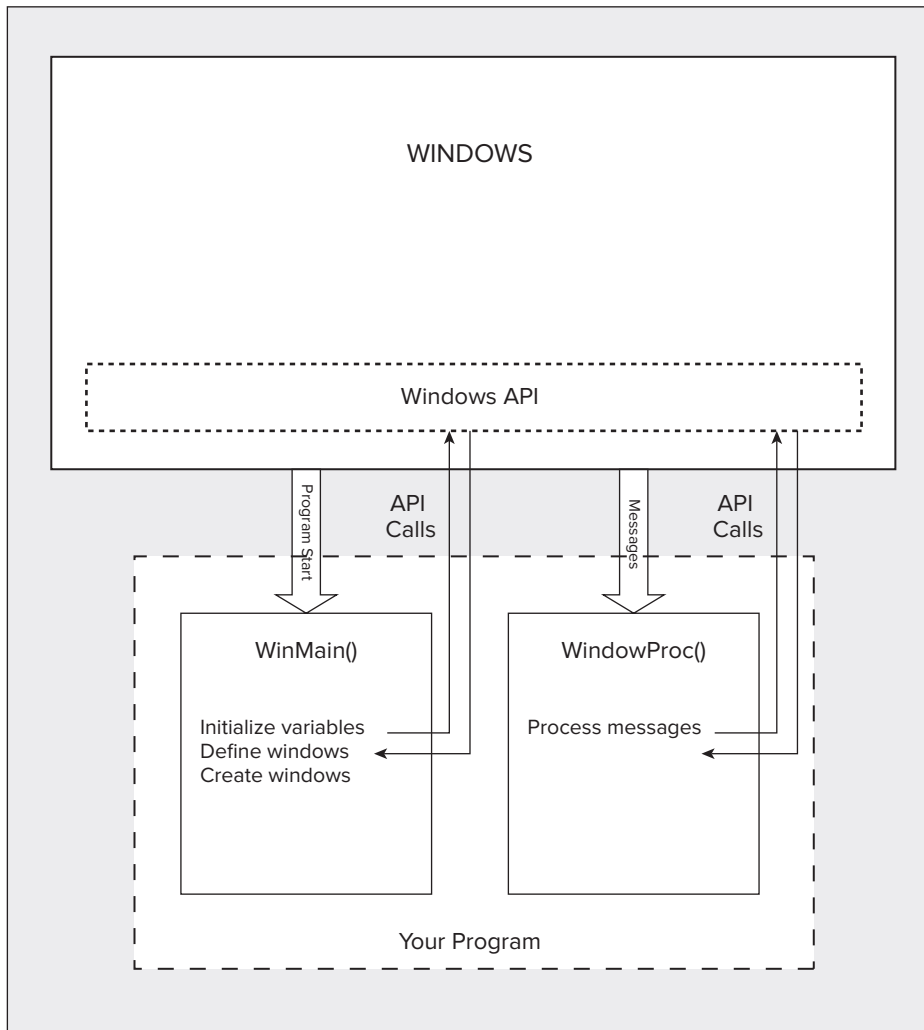 WINDOWS
Windows API
Program Start
API
Calls
Messages
API
Calls
WinMain()
Initialize variables
Define windows
Create windows
WindowProc()
Process messages
Your Program